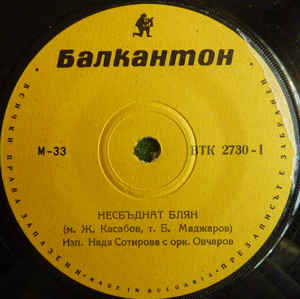 Балкантон
М-33
ВТК 2730-1
НЕСБЪДНАТ БЛЯН
(м. Ж. Касабов, т. Б. Маджаров)
Изп. Надя Сотирова с орк. Овчаров
ВСИЧКИ ПРАВА ЗАПАЗЕНИ • MADE IN BULGARIA • ПРЕЗАПИСЪТ Е ЗАБРАНЕН